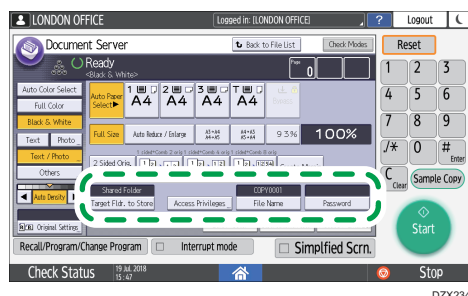 LONDON OFFICE
Logged in: [LONDON OFFICE]
?
Logout
Document Server
Back to File List
Check Modes
Reset
Ready
<Black & White>
Page
0
Auto Color Select
Full Color
Black & White
Text
Photo
Text / Photo
Others
Auto Density
Original Settings
Auto Paper Select▶
1 A4
2 A4
3 A4
T A4
Full Size
Auto Reduce / Enlarge
93%
100%
2 Sided Orig.
Shared Folder
COPY0001
Target Fldr. to Store
Access Privileges
File Name
Password
1 2 3
4 5 6
7 8 9
./* 0 #
Enter
C
Clear
Sample Copy
Start
Recall/Program/Change Program
Interrupt mode
Simplfied Scrn.
Check Status
19 Jul. 2018
15:47
Stop